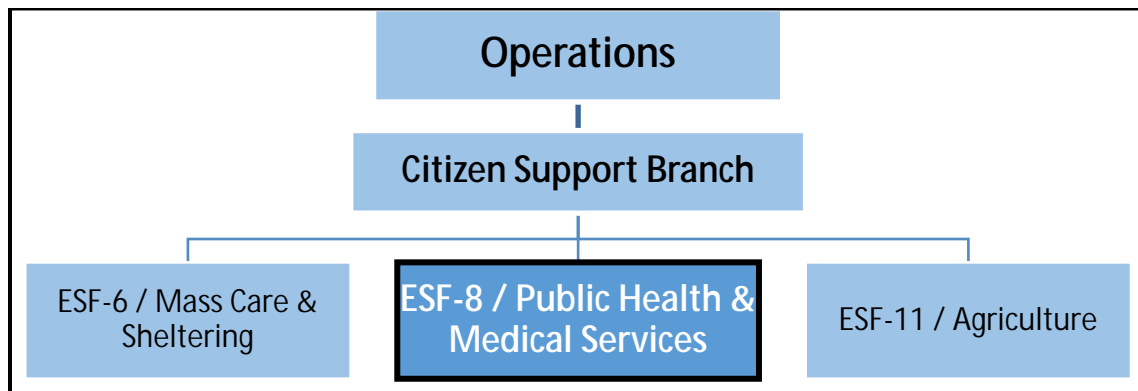 Operations
Citizen Support Branch
ESF-6 / Mass Care &
Sheltering
ESF-8 / Public Health &
Medical Services
ESF-11 / Agriculture